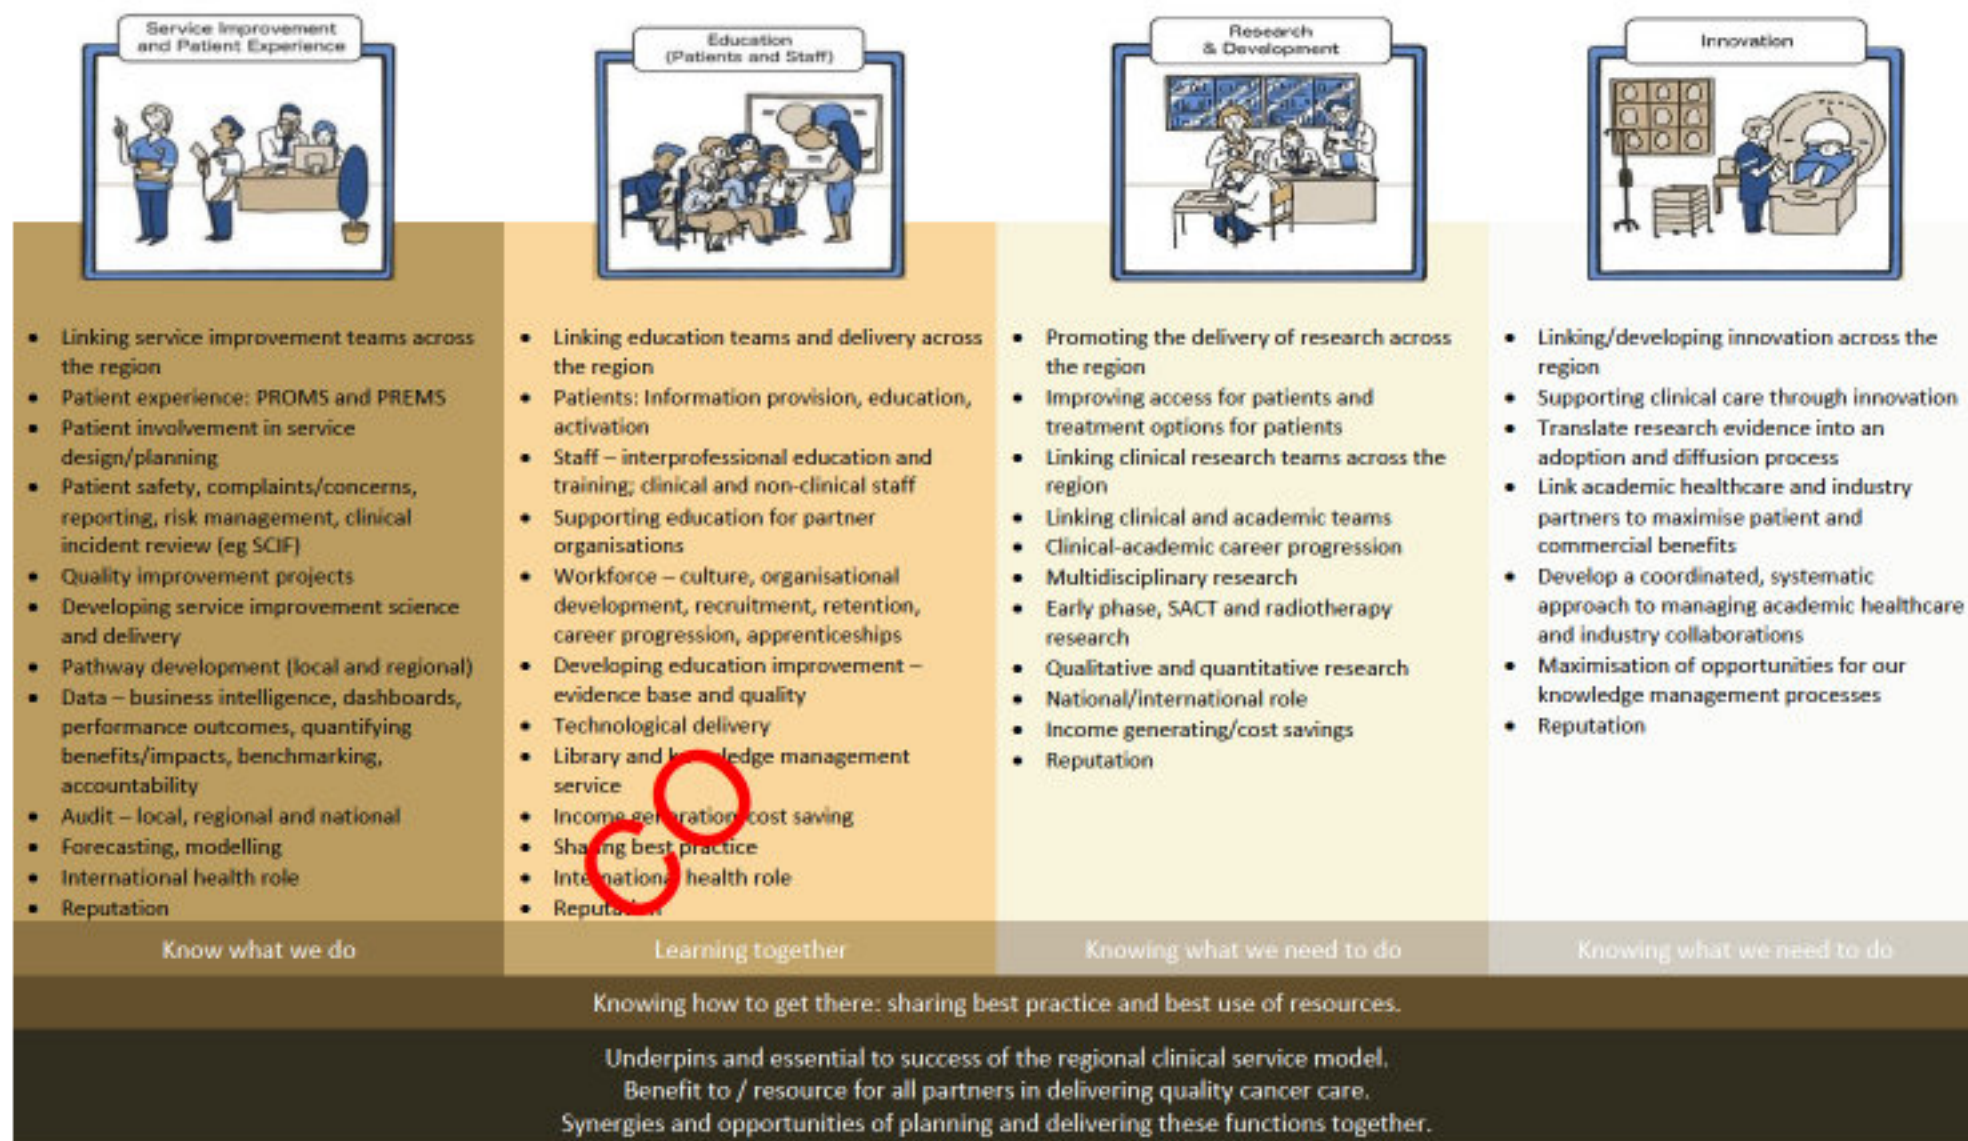 Service Improvement
and Patient Experience
Education
(Patients and Staff)
Research
& Development
Innovation
• Linking service improvement teams across
the region
• Patient experience: PROMS and PREMS
• Patient involvement in service
design/planning
• Patient safety, complaints/concerns,
reporting, risk management, clinical
incident review (eg SCIF)
• Quality improvement projects
• Developing service improvement science
and delivery
• Pathway development (local and regional)
• Data – business intelligence, dashboards,
performance outcomes, quantifying
benefits/impacts, benchmarking,
accountability
• Audit – local, regional and national
• Forecasting, modelling
• International health role
• Reputation
• Linking education teams and delivery across
the region
• Patients: Information provision, education,
activation
• Staff – interprofessional education and
training; clinical and non-clinical staff
• Supporting education for partner
organisations
• Workforce – culture, organisational
development, recruitment, retention,
career progression, apprenticeships
• Developing education improvement –
evidence base and quality
• Technological delivery
• Library and knowledge management
service
• Income generation/cost saving
• Sharing best practice
• International health role
• Reputation
CO
• Promoting the delivery of research across
the region
• Improving access for patients and
treatment options for patients
• Linking clinical research teams across the
region
• Linking clinical and academic teams
• Clinical-academic career progression
• Multidisciplinary research
• Early phase, SACT and radiotherapy
research
• Qualitative and quantitative research
• National/international role
• Income generating/cost savings
• Reputation
• Linking/developing innovation across the
region
• Supporting clinical care through innovation
• Translate research evidence into an
adoption and diffusion process
• Link academic healthcare and industry
partners to maximise patient and
commercial benefits
• Develop a coordinated, systematic
approach to managing academic healthcare
and industry collaborations
• Maximisation of opportunities for our
knowledge management processes
• Reputation
Know what we do
Learning together
Knowing what we need to do
Knowing what we need to do
Knowing how to get there: sharing best practice and best use of resources.
Underpins and essential to success of the regional clinical service model.
Benefit to / resource for all partners in delivering quality cancer care.
Synergies and opportunities of planning and delivering these functions together.